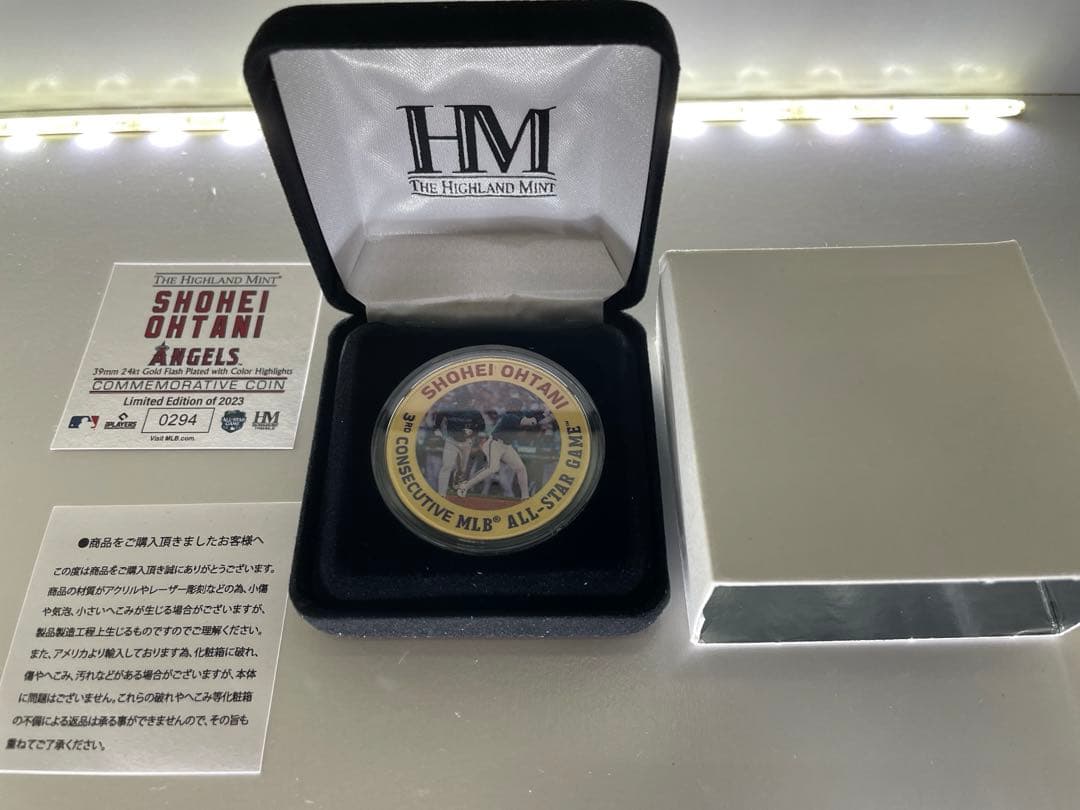 HM
THE HIGHLAND MINT
THE HIGHLAND MINT®
SHOHEI
OHTANI
ANGELS™
39mm 24kt Gold Flash Plated with Color Highlights
COMMEMORATIVE COIN
Limited Edition of 2023
0294
PLAYERS
ALL-STAR
GAME
HM
Visit MLB.com.
SHOHEI OHTANI
3RD CONSECUTIVE MLB® ALL-STAR GAME™
●商品をご購入頂きましたお客様へ
この度は商品をご購入頂き誠にありがとうございます。
商品の材質がアクリルやレーザー彫刻などの為、小傷
や気泡、小さいへこみが生じる場合がございますが、
製品製造工程上生じるものですのでご理解ください。
また、アメリカより輸入しております為、化粧箱に破れ、
傷やへこみ、汚れなどがある場合がございますが、本体
に問題はございません。これらの破れやへこみ等化粧箱
の不備による返品は承る事ができませんので、その旨も
重ねてご了承ください。